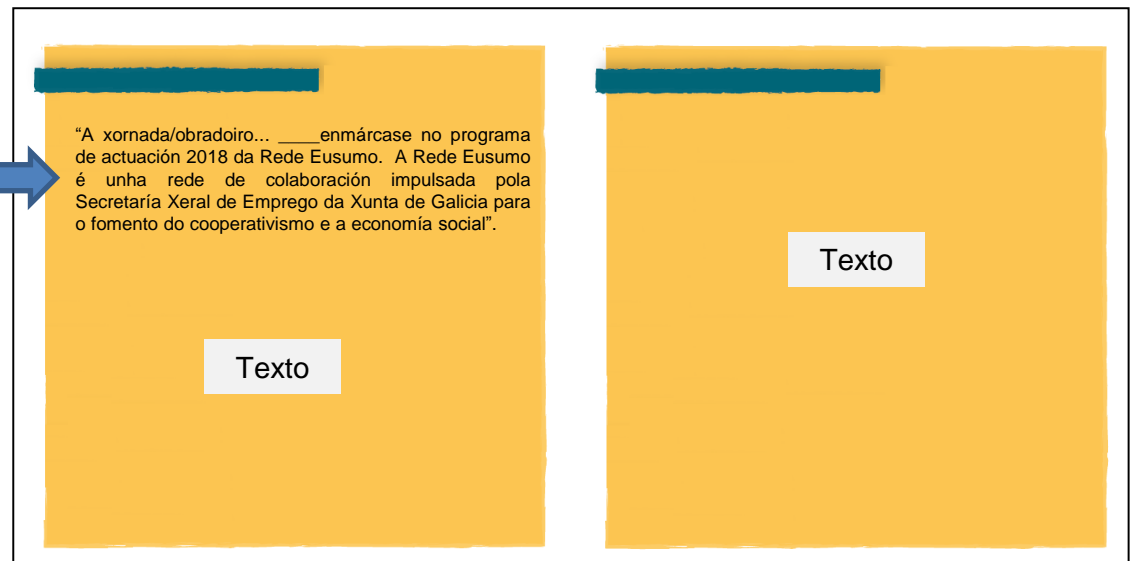 “A xornada/obradoiro... ____enmárcase no programa
de actuación 2018 da Rede Eusumo. A Rede Eusumo
é unha rede de colaboración impulsada pola
Secretaría Xeral de Emprego da Xunta de Galicia para
o fomento do cooperativismo e a economía social”.
Texto
Texto